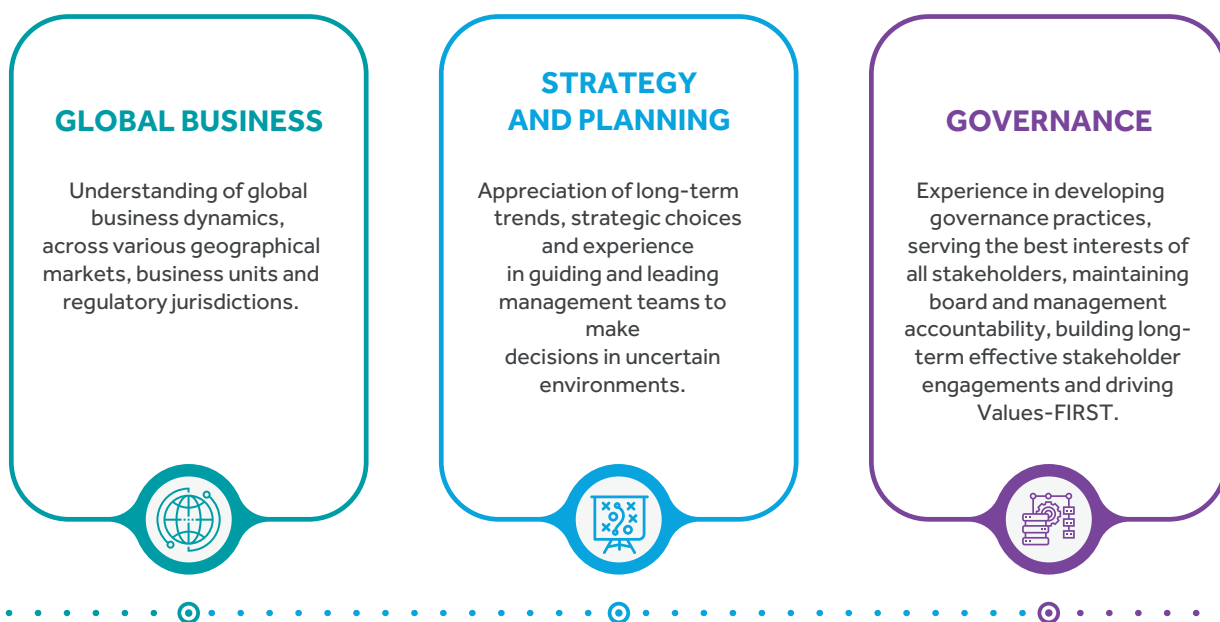 GLOBAL BUSINESS
Understanding of global
business dynamics,
across various geographical
markets, business units and
regulatory jurisdictions.
STRATEGY
AND PLANNING
Appreciation of long-term
trends, strategic choices
and experience
in guiding and leading
management teams to
make
decisions in uncertain
environments.
GOVERNANCE
Experience in developing
governance practices,
serving the best interests of
all stakeholders, maintaining
board and management
accountability, building long-
term effective stakeholder
engagements and driving
Values-FIRST.